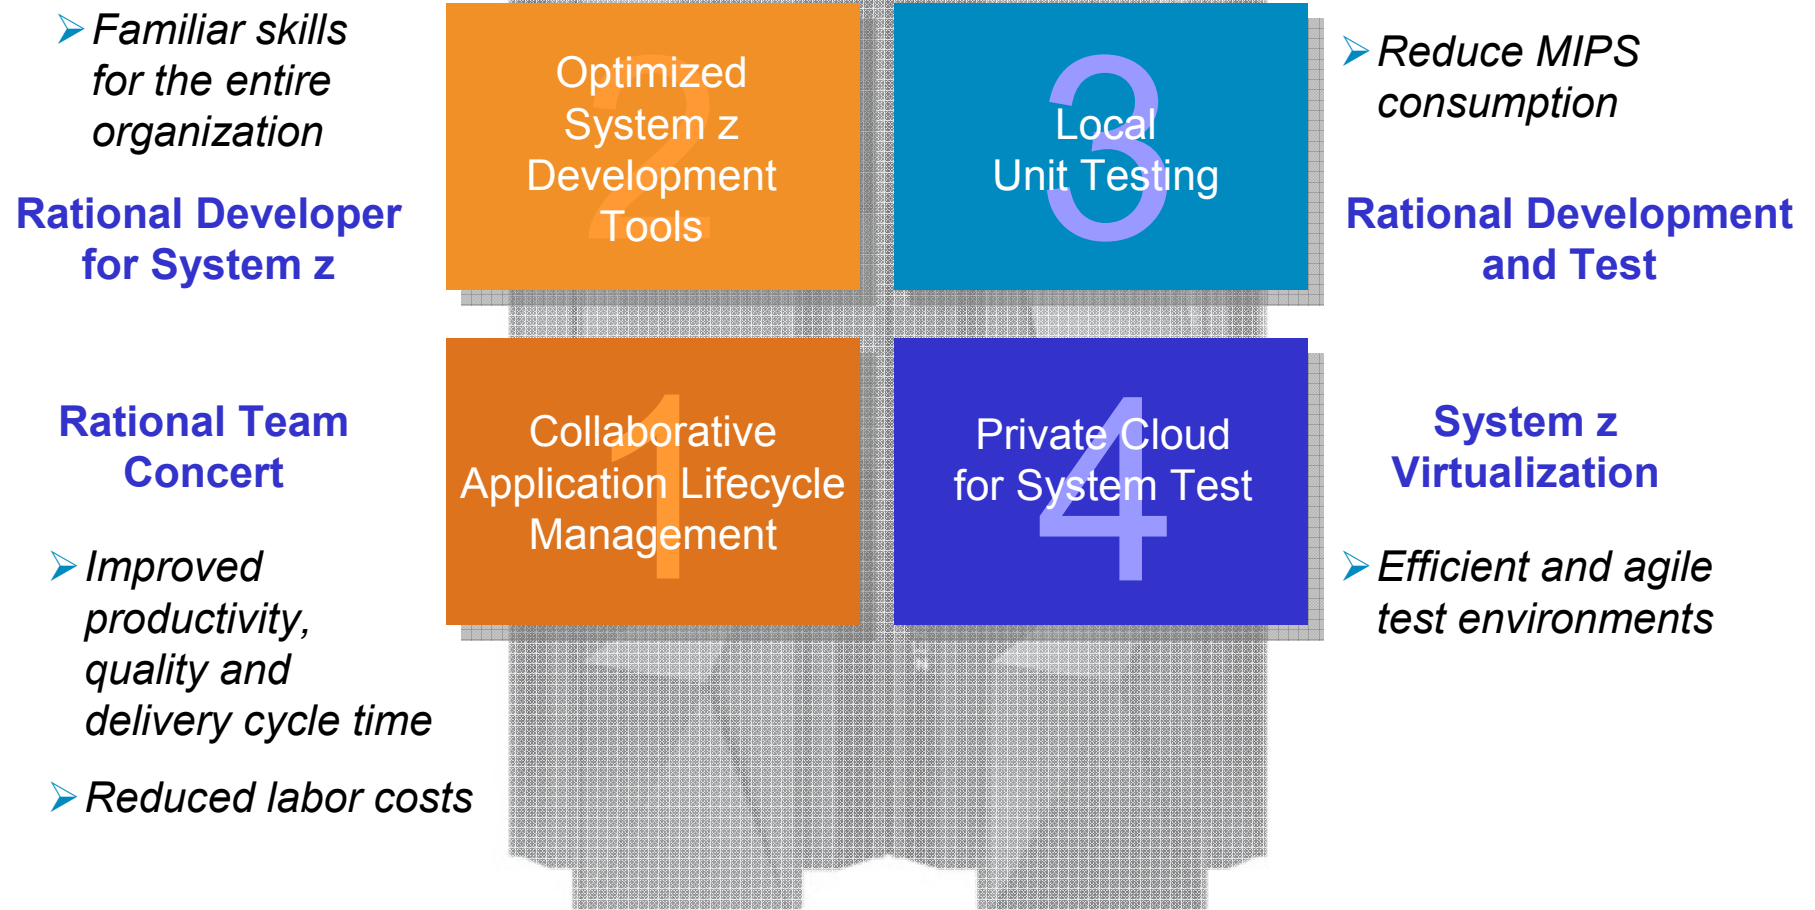 Familiar skills
for the entire
organization
Rational Developer
for System z
2
Optimized
System z
Development
Tools
3
Local
Unit Testing
Reduce MIPS
consumption
Rational Development
and Test
Rational Team
Concert
Improved
productivity,
quality and
delivery cycle time
Reduced labor costs
1
Collaborative
Application Lifecycle
Management
4
Private Cloud
for System Test
System z
Virtualization
Efficient and agile
test environments